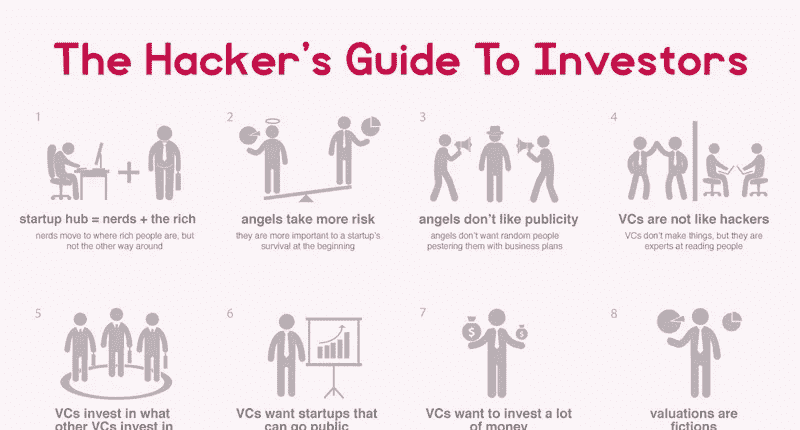 The Hacker's Guide To Investors
1
startup hub = nerds + the rich
nerds move to where rich people are, but
not the other way around
2
angels take more risk
they are more important to a startup's
survival at the beginning
3
angels don't like publicity
angels don't want random people
pestering them with business plans
4
VCs are not like hackers
VCs don't make things, but they are
experts at reading people
5
VCs invest in what
other VCs invest in
6
VCs want startups that
can go public
7
$
$
VCs want to invest a lot
of money
8
valuations are
fictions